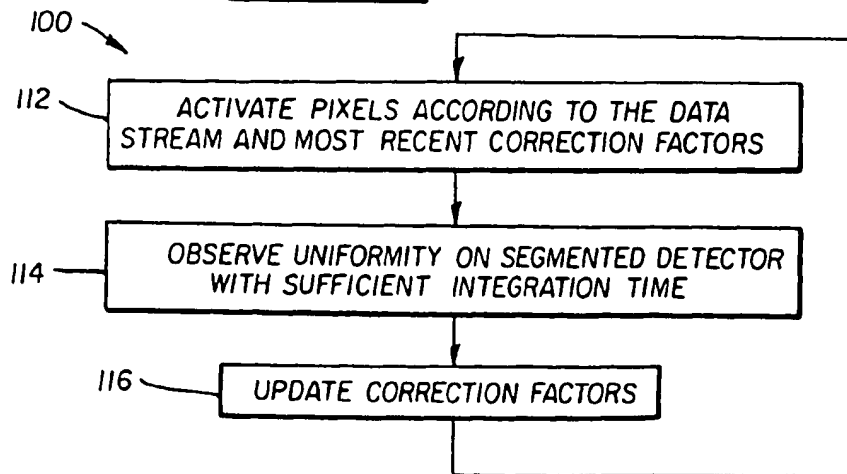 100
112
ACTIVATE PIXELS ACCORDING TO THE DATA
STREAM AND MOST RECENT CORRECTION FACTORS
114
OBSERVE UNIFORMITY ON SEGMENTED DETECTOR
WITH SUFFICIENT INTEGRATION TIME
116
UPDATE CORRECTION FACTORS